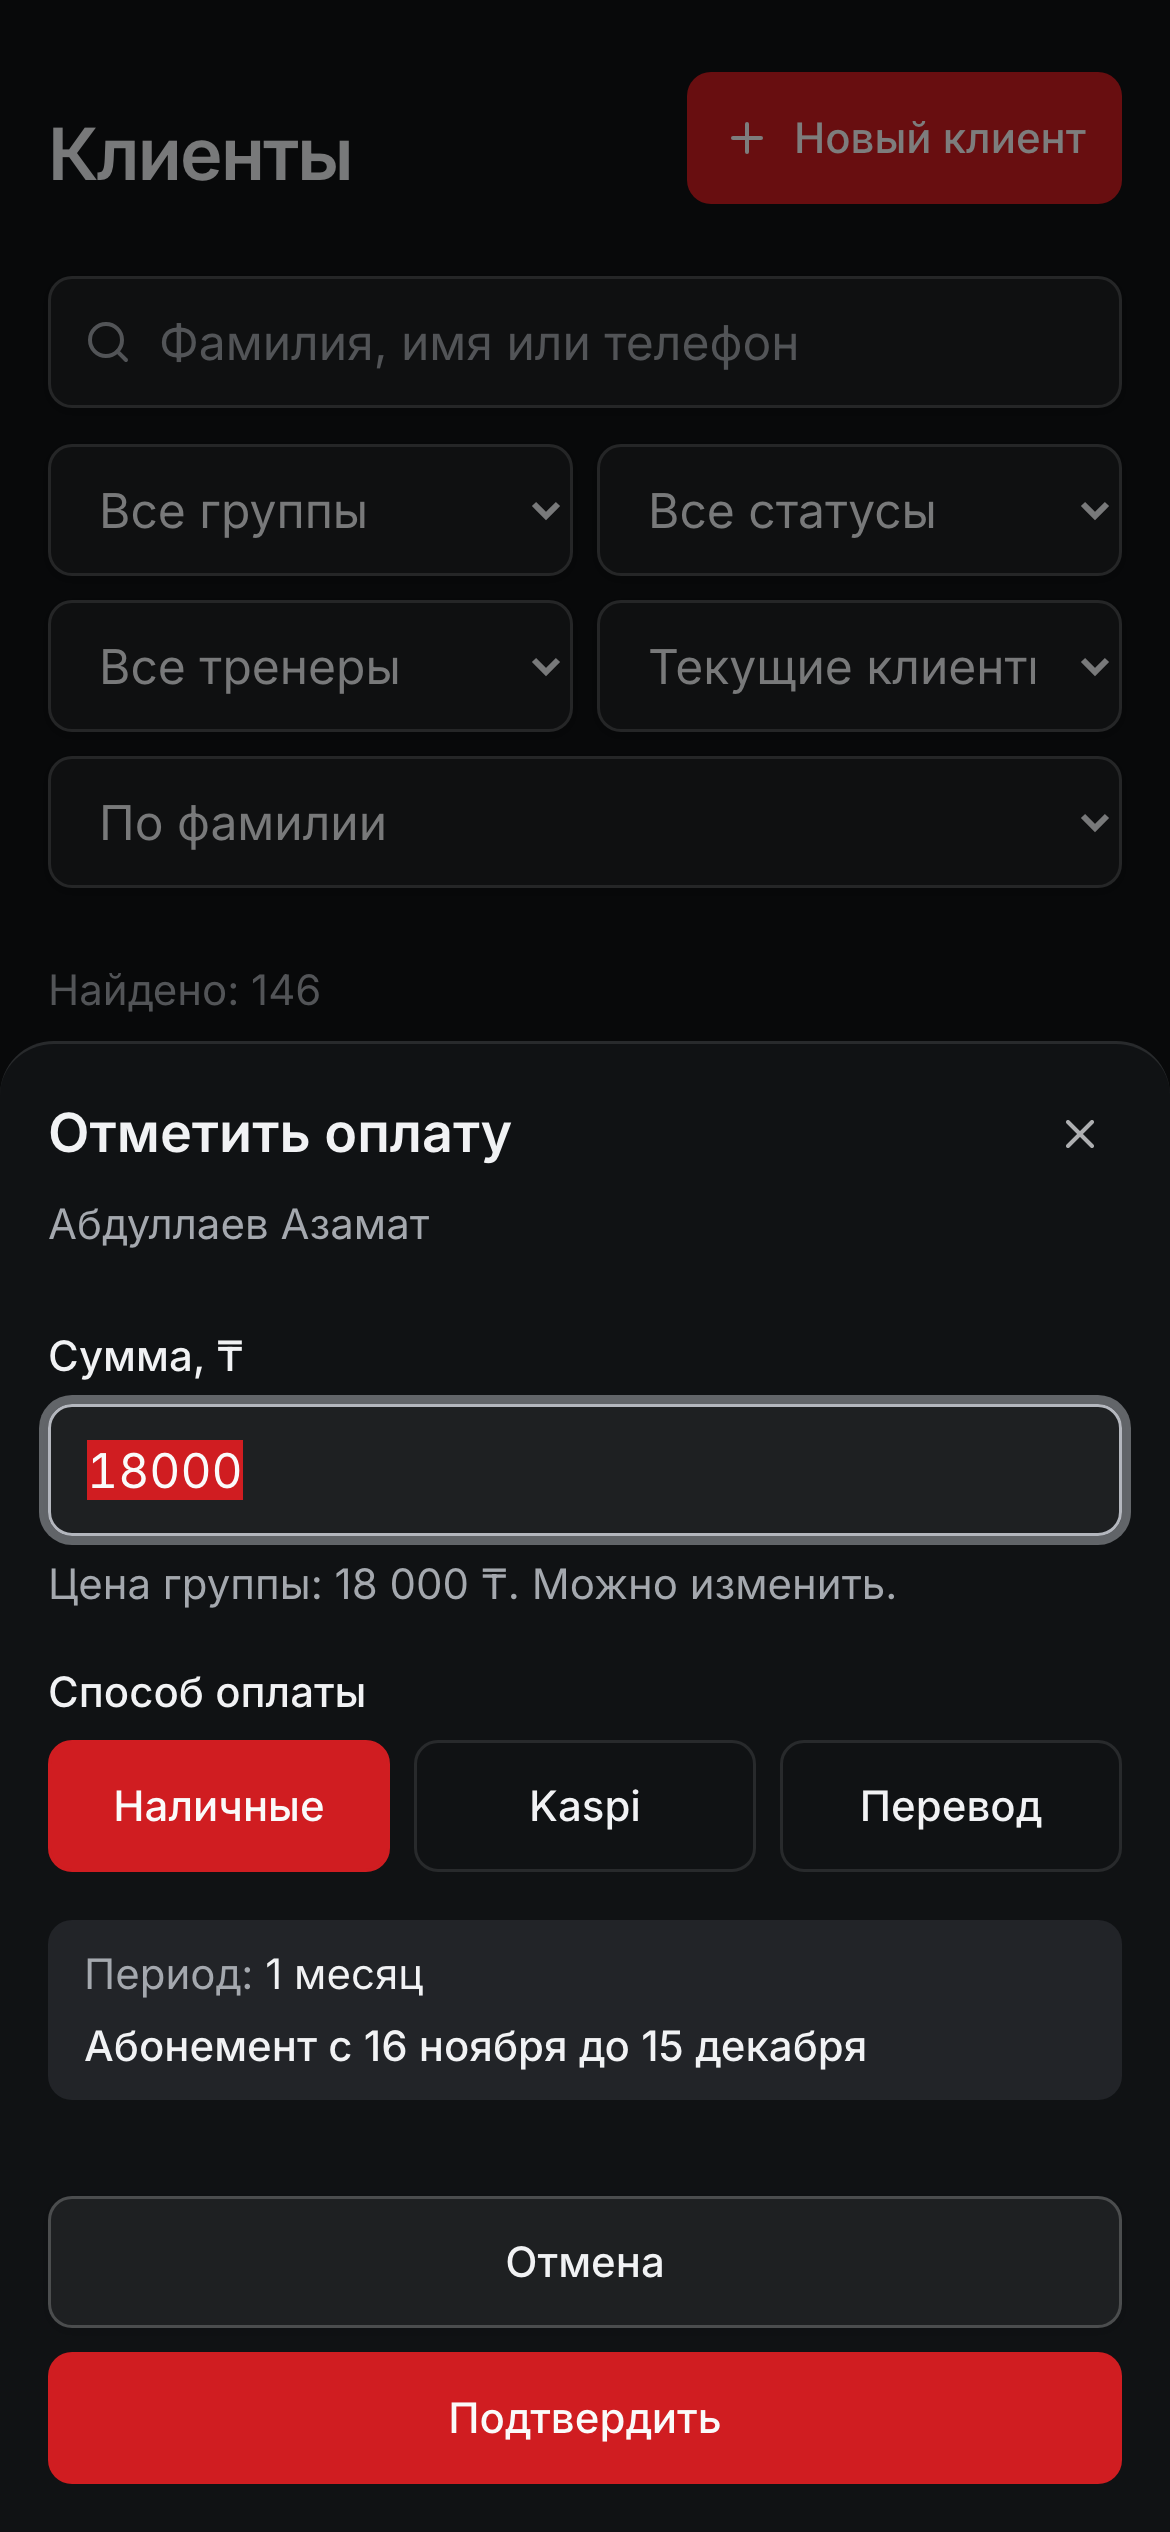 Клиенты
Новый клиент
Фамилия, имя или телефон
Все группы
Все статусы
Все тренеры
Текущие клиенты
По фамилии
Найдено: 146
Отметить оплату
Абдуллаев Азамат
Сумма, ₸
18000
Цена группы: 18 000 ₸. Можно изменить.
Способ оплаты
Наличные
Kaspi
Перевод
Период: 1 месяц
Абонемент с 16 ноября до 15 декабря
Отмена
Подтвердить